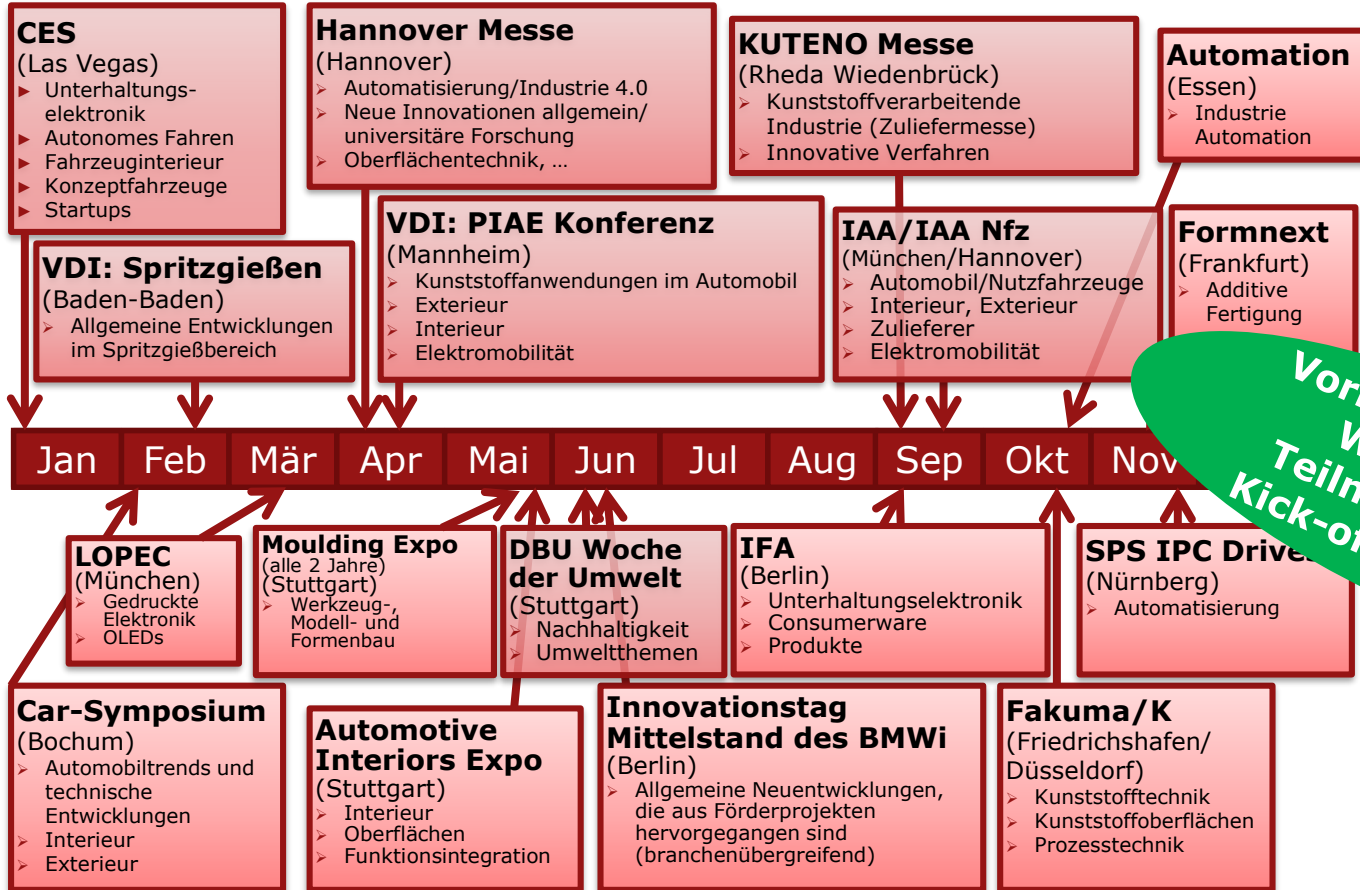 CES
(Las Vegas)
► Unterhaltungs-
elektronik
► Autonomes Fahren
► Fahrzeuginterieur
► Konzeptfahrzeuge
► Startups
Hannover Messe
(Hannover)
➢ Automatisierung/Industrie 4.0
➢ Neue Innovationen allgemein/
universitäre Forschung
➢ Oberflächentechnik, …
KUTENO Messe
(Rheda Wiedenbrück)
➢ Kunststoffverarbeitende
Industrie (Zuliefermesse)
➢ Innovative Verfahren
Automation
(Essen)
➢ Industrie
Automation
VDI: Spritzgießen
(Baden-Baden)
➢ Allgemeine Entwicklungen
im Spritzgießbereich
VDI: PIAE Konferenz
(Mannheim)
➢ Kunststoffanwendungen im Automobil
➢ Exterieur
➢ Interieur
➢ Elektromobilität
IAA/IAA Nfz
(München/Hannover)
➢ Automobil/Nutzfahrzeuge
➢ Interieur, Exterieur
➢ Zulieferer
➢ Elektromobilität
Formnext
(Frankfurt)
➢ Additive
Fertigung
Jan Feb Mär Apr Mai Jun Jul Aug Sep Okt Nov
Kick-of
LOPEC
(München)
➢ Gedruckte
Elektronik
➢ OLEDs
Moulding Expo
(alle 2 Jahre)
(Stuttgart)
➢ Werkzeug-,
Modell- und
Formenbau
DBU Woche
der Umwelt
(Stuttgart)
➢ Nachhaltigkeit
➢ Umweltthemen
IFA
(Berlin)
➢ Unterhaltungselektronik
➢ Consumerware
➢ Produkte
SPS IPC Drives
(Nürnberg)
➢ Automatisierung
Car-Symposium
(Bochum)
➢ Automobiltrends und
technische
Entwicklungen
➢ Interieur
➢ Exterieur
Automotive
Interiors Expo
(Stuttgart)
➢ Interieur
➢ Oberflächen
➢ Funktionsintegration
Innovationstag
Mittelstand des BMWi
(Berlin)
➢ Allgemeine Neuentwicklungen,
die aus Förderprojekten
hervorgegangen sind
(branchenübergreifend)
Fakuma/K
(Friedrichshafen/
Düsseldorf)
➢ Kunststofftechnik
➢ Kunststoffoberflächen
➢ Prozesstechnik